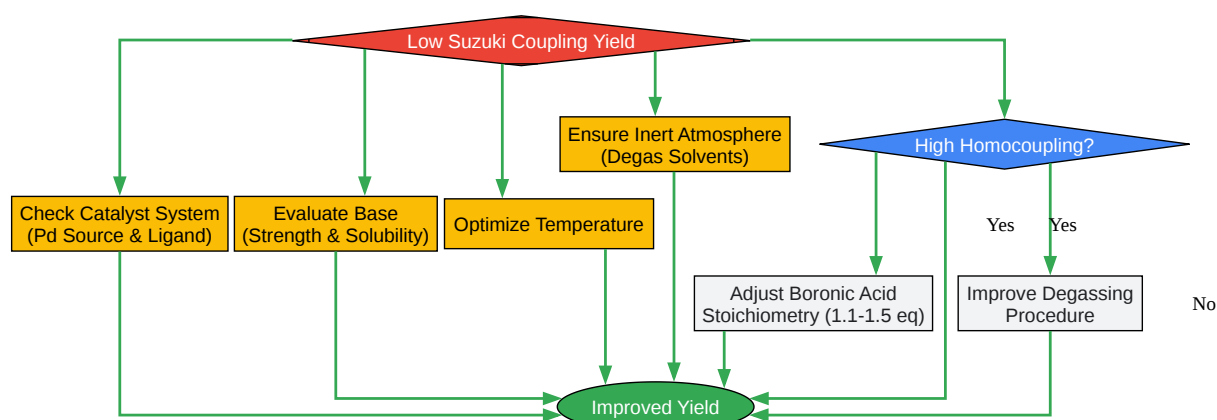 Low Suzuki Coupling Yield
Ensure Inert Atmosphere
(Degas Solvents)
High Homocoupling?
Check Catalyst System
(Pd Source & Ligand)
Evaluate Base
(Strength & Solubility)
Optimize Temperature
Yes
Yes
Adjust Boronic Acid
Stoichiometry (1.1-1.5 eq)
Improve Degassing
Procedure
No
Improved Yield